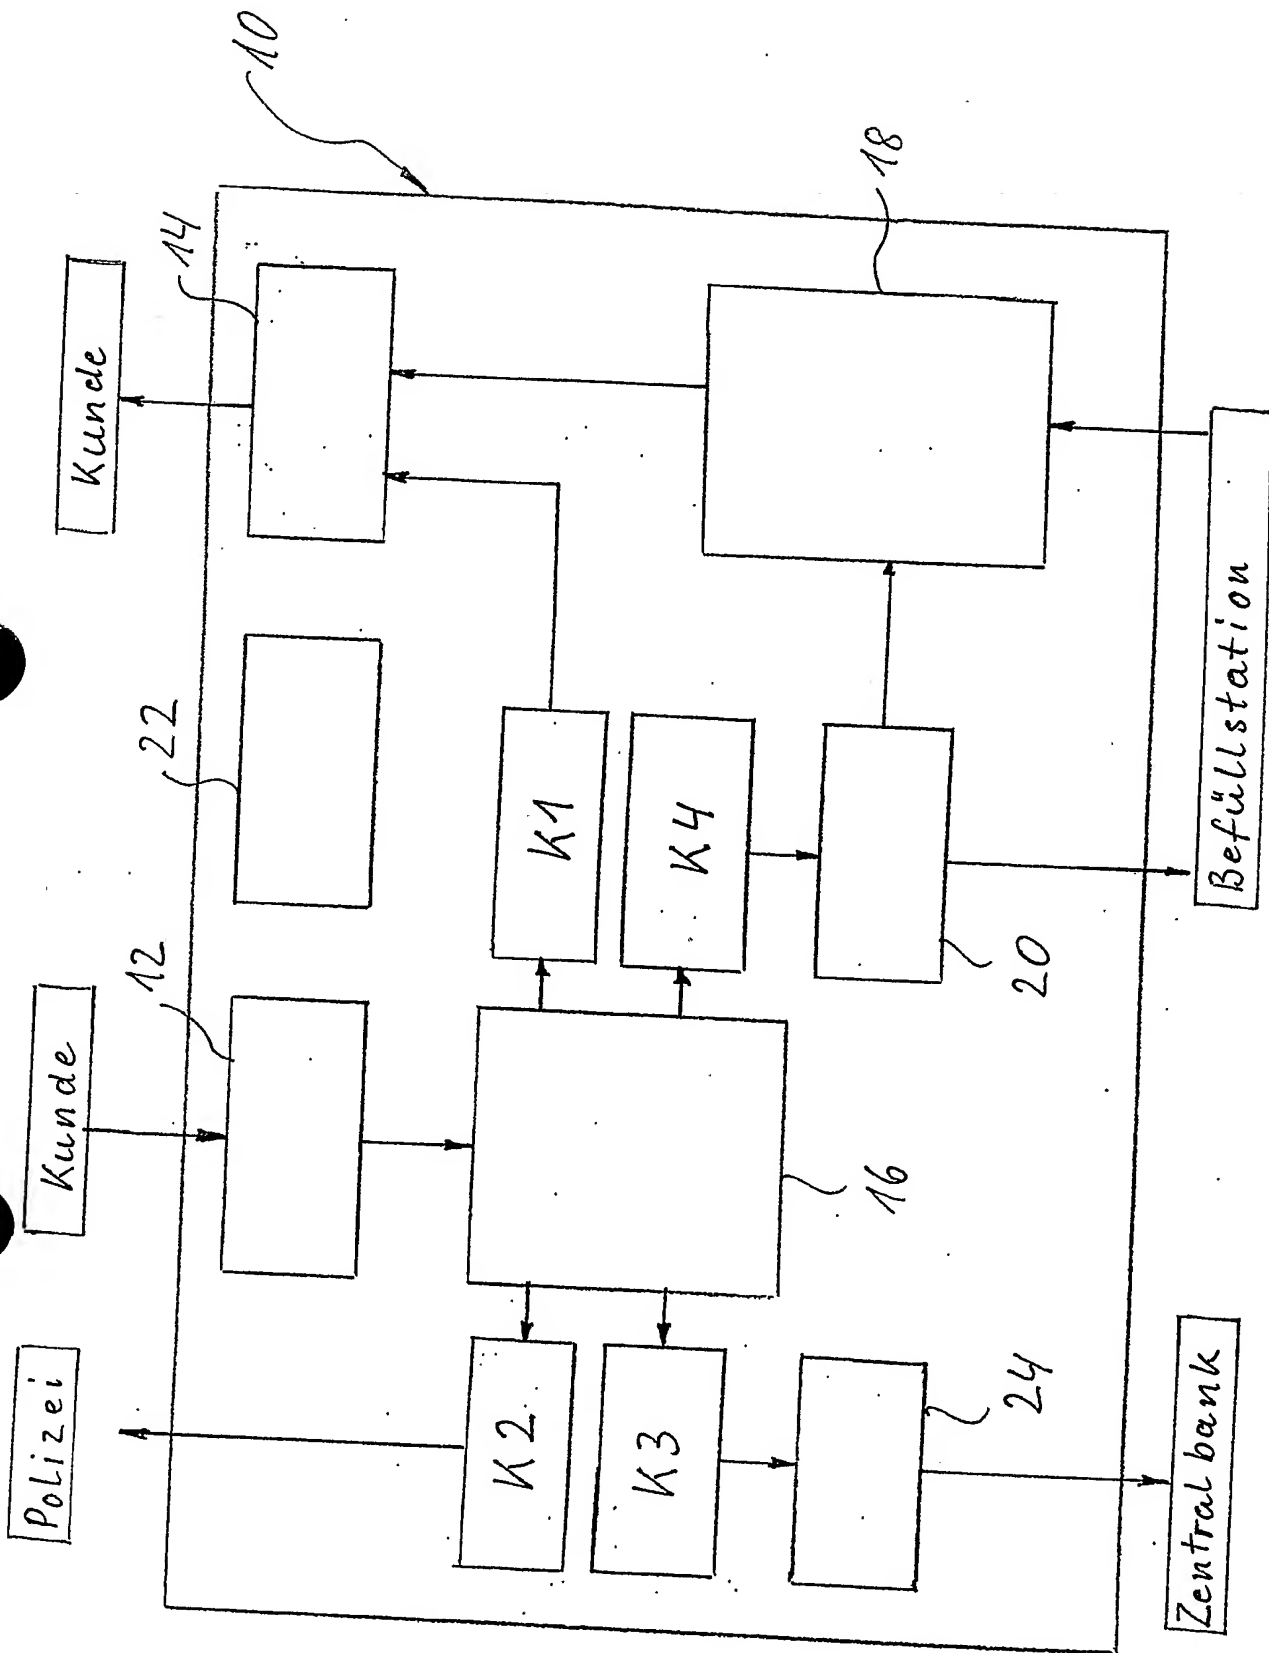 Polizei
Kunde
Kunde
10
12
22
14
K2
K1
K3
K4
16
18
24
20
Zentralbank
Befüllstation